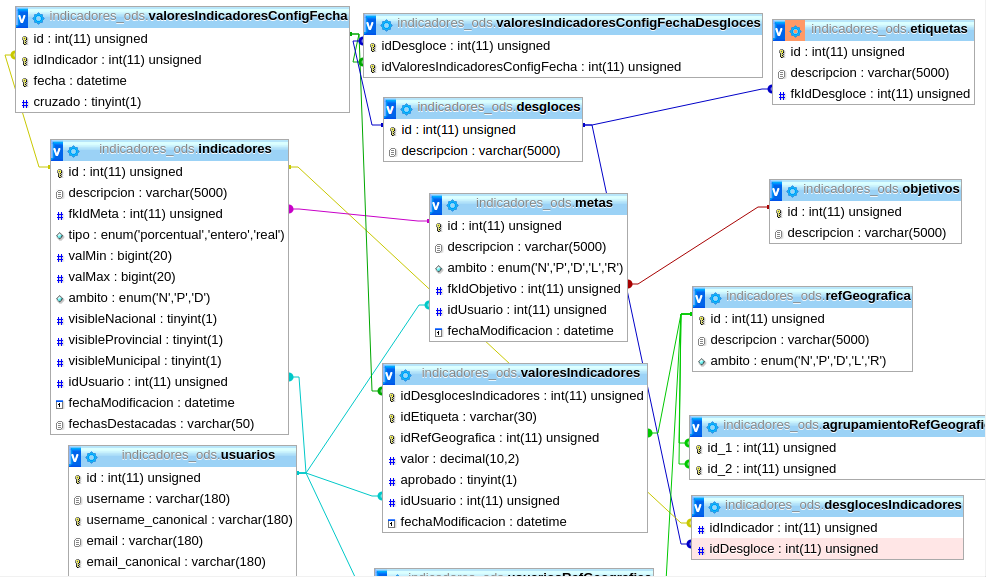 indicadores_ods.valoresIndicadoresConfigFecha
id : int(11) unsigned
idIndicador : int(11) unsigned
fecha : datetime
cruzado : tinyint(1)
indicadores_ods.valoresIndicadoresConfigFechaDesgloces
idDesgloce : int(11) unsigned
idValoresIndicadoresConfigFecha : int(11) unsigned
indicadores_ods.etiquetas
id : int(11) unsigned
descripcion : varchar(5000)
fkIdDesgloce : int(11) unsigned
indicadores_ods.desgloces
id : int(11) unsigned
descripcion : varchar(5000)
indicadores_ods.indicadores
id : int(11) unsigned
descripcion : varchar(5000)
fkIdMeta : int(11) unsigned
tipo : enum('porcentual','entero','real')
valMin : bigint(20)
valMax : bigint(20)
ambito : enum('N','P','D')
visibleNacional : tinyint(1)
visibleProvincial : tinyint(1)
visibleMunicipal : tinyint(1)
idUsuario : int(11) unsigned
fechaModificacion : datetime
fechasDestacadas : varchar(50)
indicadores_ods.metas
id : int(11) unsigned
descripcion : varchar(5000)
ambito : enum('N','P','D','L','R')
fkIdObjetivo : int(11) unsigned
idUsuario : int(11) unsigned
fechaModificacion : datetime
indicadores_ods.objetivos
id : int(11) unsigned
descripcion : varchar(5000)
indicadores_ods.refGeografica
id : int(11) unsigned
descripcion : varchar(5000)
ambito : enum('N','P','D','L','R')
indicadores_ods.valoresIndicadores
idDesglocesIndicadores : int(11) unsigned
idEtiqueta : varchar(30)
idRefGeografica : int(11) unsigned
valor : decimal(10,2)
aprobado : tinyint(1)
idUsuario : int(11) unsigned
fechaModificacion : datetime
indicadores_ods.agrupamientoRefGeografi
id_1 : int(11) unsigned
id_2 : int(11) unsigned
indicadores_ods.desglocesIndicadores
idIndicador : int(11) unsigned
idDesgloce : int(11) unsigned
indicadores_ods.usuarios
id : int(11) unsigned
username : varchar(180)
username_canonical : varchar(180)
email : varchar(180)
email_canonical : varchar(180)